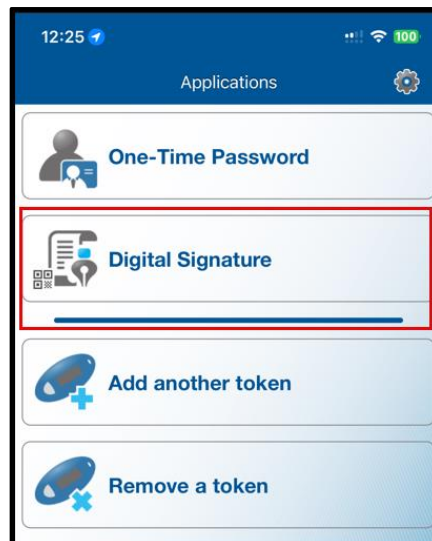 12:25
100
Applications
One-Time Password
Digital Signature
Add another token
Remove a token